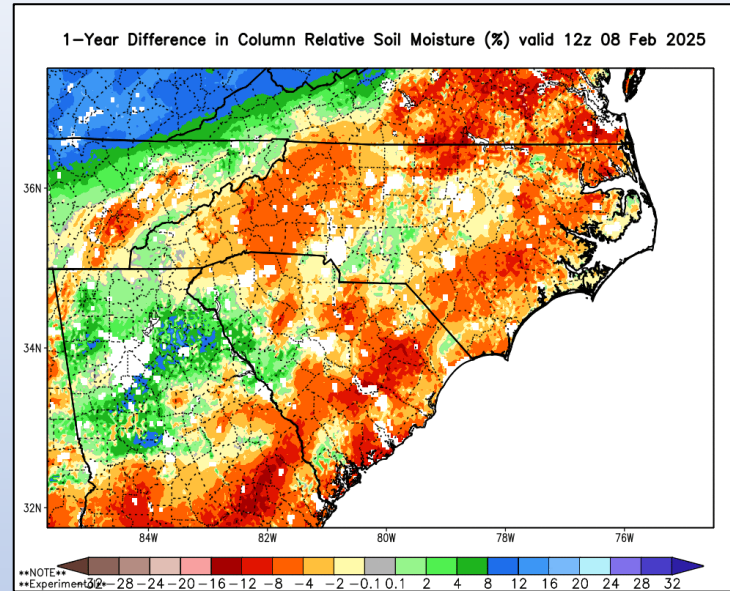 1-Year Difference in Column Relative Soil Moisture (%) valid 12z 08 Feb 2025
36N
34N
32N
84W 82W 80W 78W 76W
**NOTE**
**Experimental** -32 -28 -24 -20 -16 -12 -8 -4 -2 -0.1 0.1 2 4 8 12 16 20 24 28 32